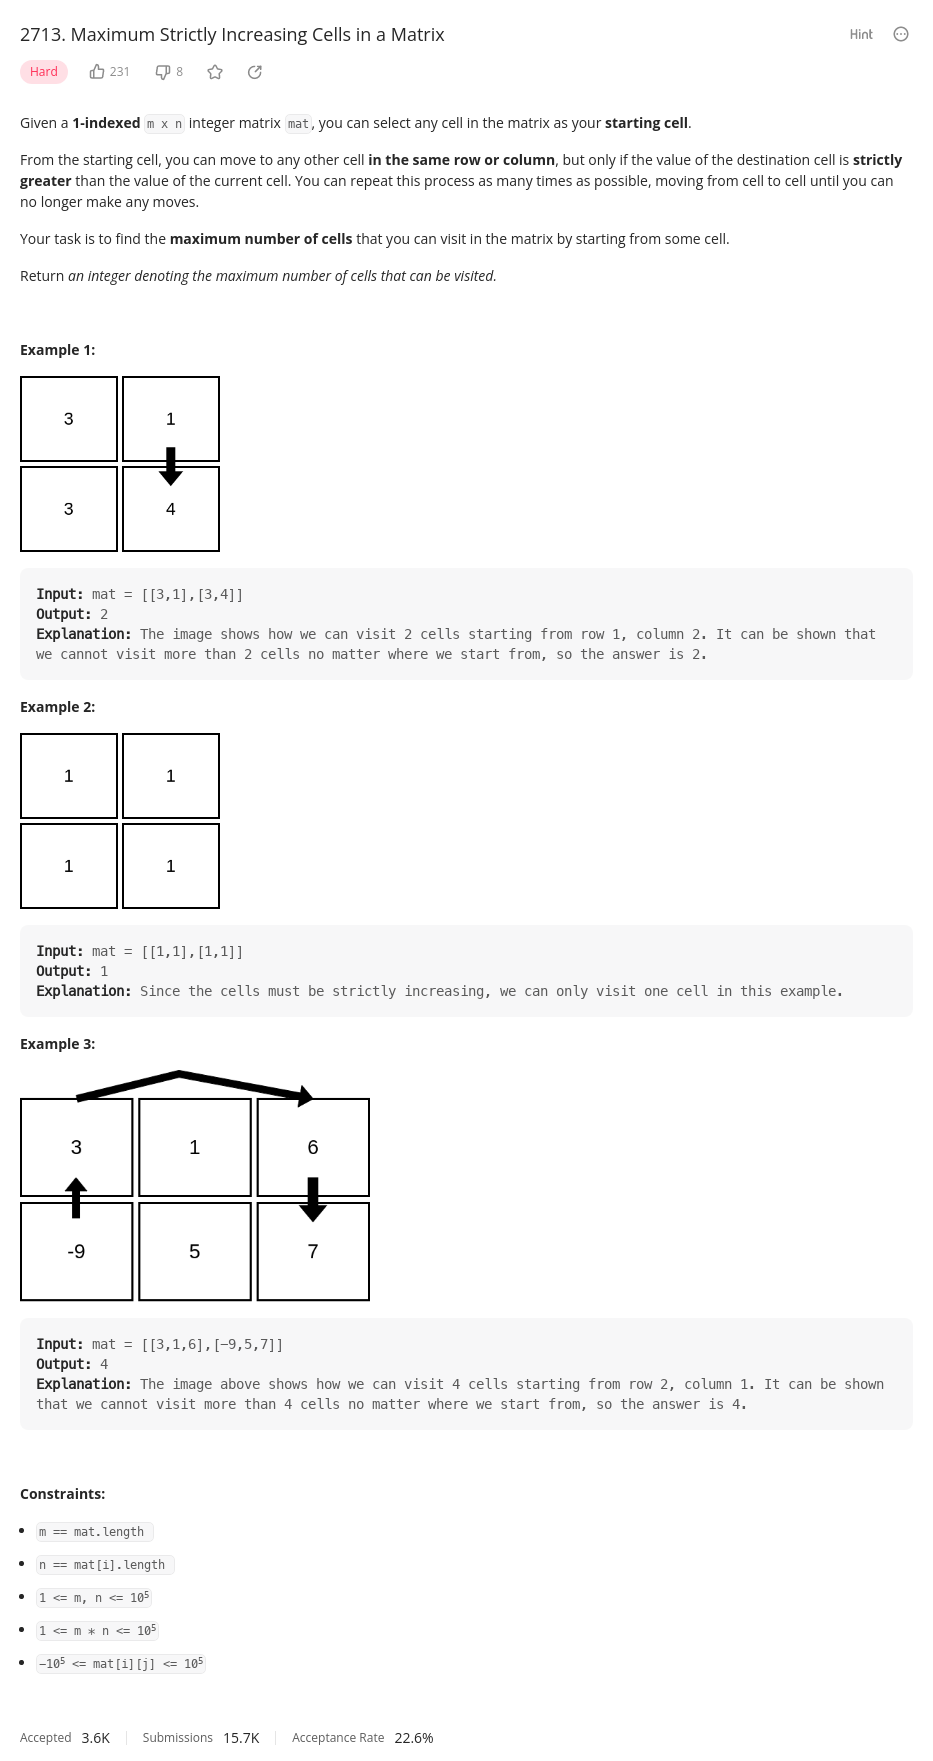 2713. Maximum Strictly Increasing Cells in a Matrix
Hint
Hard 231 8
Given a 1-indexed m x n integer matrix mat, you can select any cell in the matrix as your starting cell.
From the starting cell, you can move to any other cell in the same row or column, but only if the value of the destination cell is strictly
greater than the value of the current cell. You can repeat this process as many times as possible, moving from cell to cell until you can
no longer make any moves.
Your task is to find the maximum number of cells that you can visit in the matrix by starting from some cell.
Return an integer denoting the maximum number of cells that can be visited.
Example 1:
3 1
3 4
Input: mat = [[3,1],[3,4]]
Output: 2
Explanation: The image shows how we can visit 2 cells starting from row 1, column 2. It can be shown that
we cannot visit more than 2 cells no matter where we start from, so the answer is 2.
Example 2:
1 1
1 1
Input: mat = [[1,1],[1,1]]
Output: 1
Explanation: Since the cells must be strictly increasing, we can only visit one cell in this example.
Example 3:
3 1 6
-9 5 7
Input: mat = [[3,1,6],[−9,5,7]]
Output: 4
Explanation: The image above shows how we can visit 4 cells starting from row 2, column 1. It can be shown
that we cannot visit more than 4 cells no matter where we start from, so the answer is 4.
Constraints:
• m == mat.length
• n == mat[i].length
• 1 <= m, n <= 10⁵
• 1 <= m ∗ n <= 10⁵
• −10⁵ <= mat[i][j] <= 10⁵
Accepted 3.6K Submissions 15.7K Acceptance Rate 22.6%